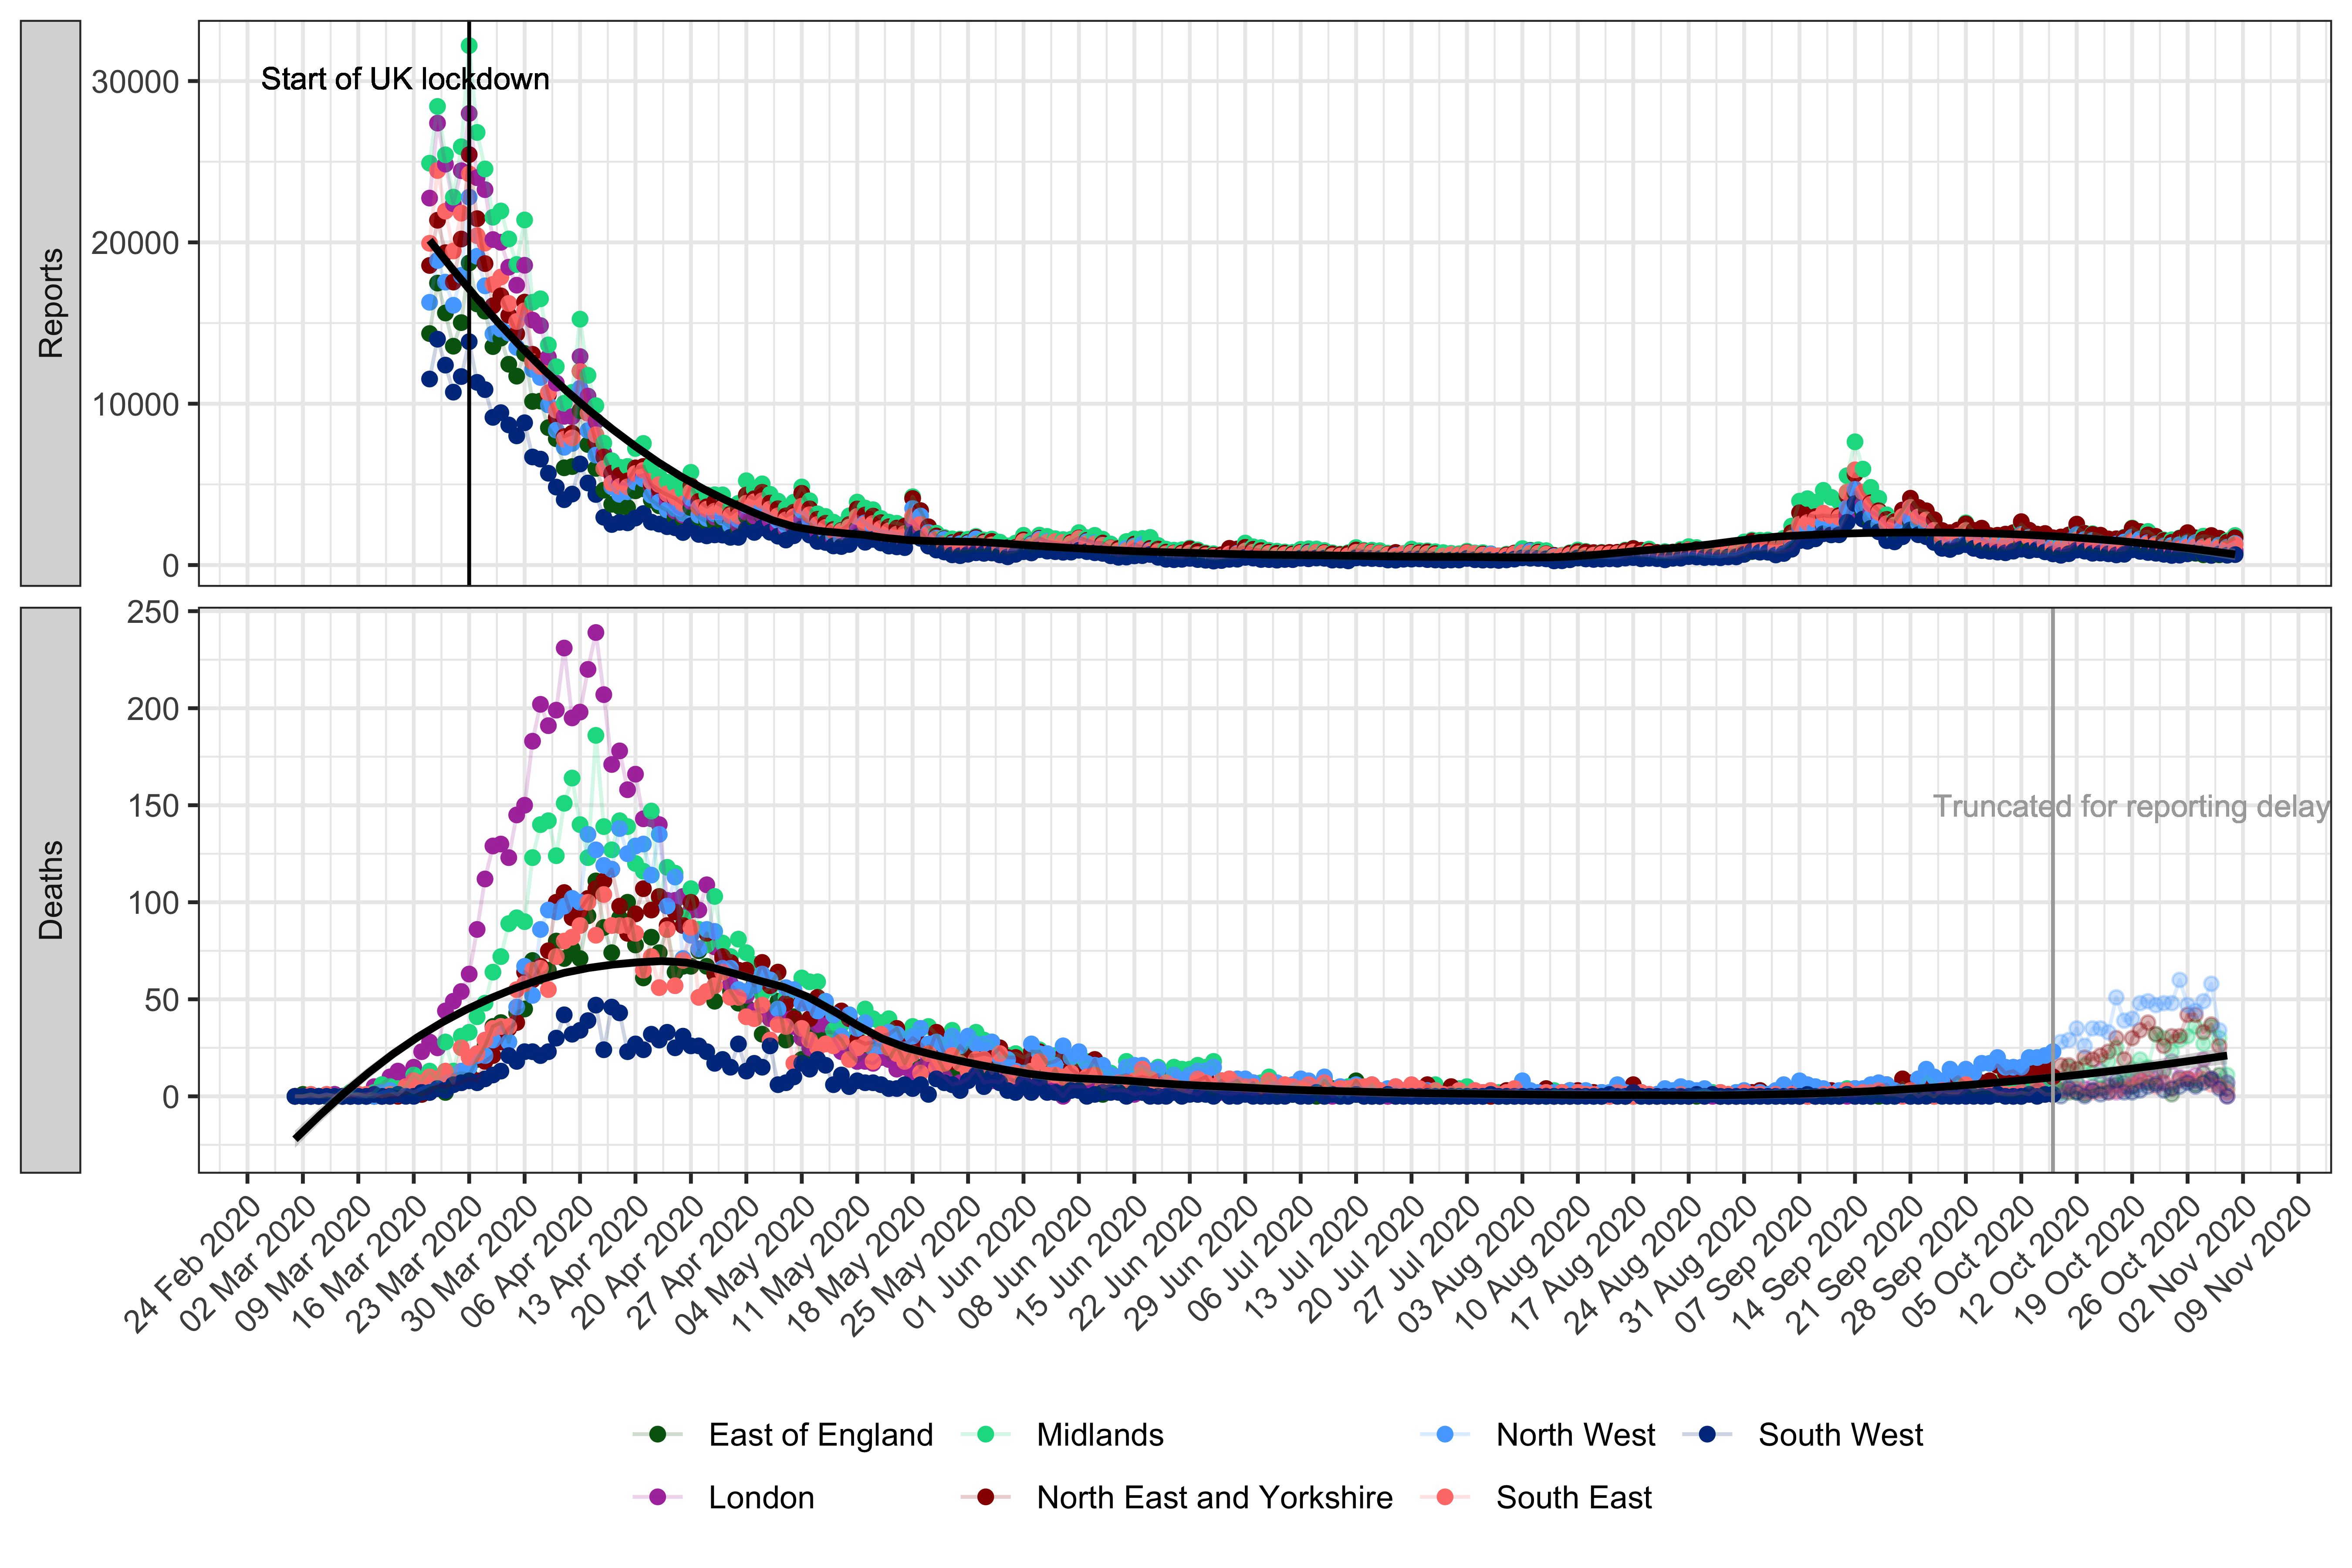 Reports
30000
20000
10000
0
Start of UK lockdown
Deaths
250
200
150
100
50
0
Truncated for reporting delay
24 Feb 2020
02 Mar 2020
09 Mar 2020
16 Mar 2020
23 Mar 2020
30 Mar 2020
06 Apr 2020
13 Apr 2020
20 Apr 2020
27 Apr 2020
04 May 2020
11 May 2020
18 May 2020
25 May 2020
01 Jun 2020
08 Jun 2020
15 Jun 2020
22 Jun 2020
29 Jun 2020
06 Jul 2020
13 Jul 2020
20 Jul 2020
27 Jul 2020
03 Aug 2020
10 Aug 2020
17 Aug 2020
24 Aug 2020
31 Aug 2020
07 Sep 2020
14 Sep 2020
21 Sep 2020
28 Sep 2020
05 Oct 2020
12 Oct 2020
19 Oct 2020
26 Oct 2020
02 Nov 2020
09 Nov 2020
East of England Midlands North West South West
London North East and Yorkshire South East